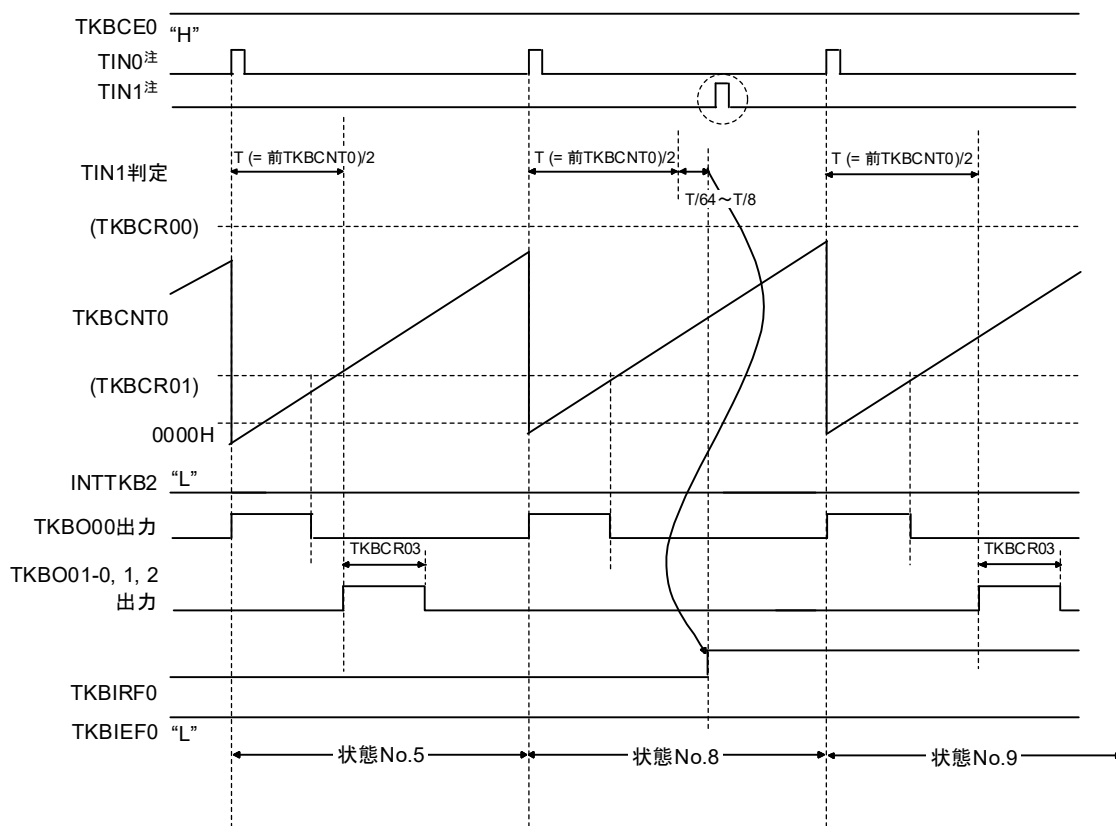 TKBCE0 “H”
TIN0注
TIN1注
TIN1判定
T (= 前TKBCNT0)/2
T (= 前TKBCNT0)/2
T (= 前TKBCNT0)/2
T/64～T/8
(TKBCR00)
TKBCNT0
(TKBCR01)
0000H
INTTKB2 “L”
TKBO00出力
TKBCR03
TKBCR03
TKBO01-0, 1, 2
出力
TKBIRF0
TKBIEF0 “L”
状態No.5
状態No.8
状態No.9